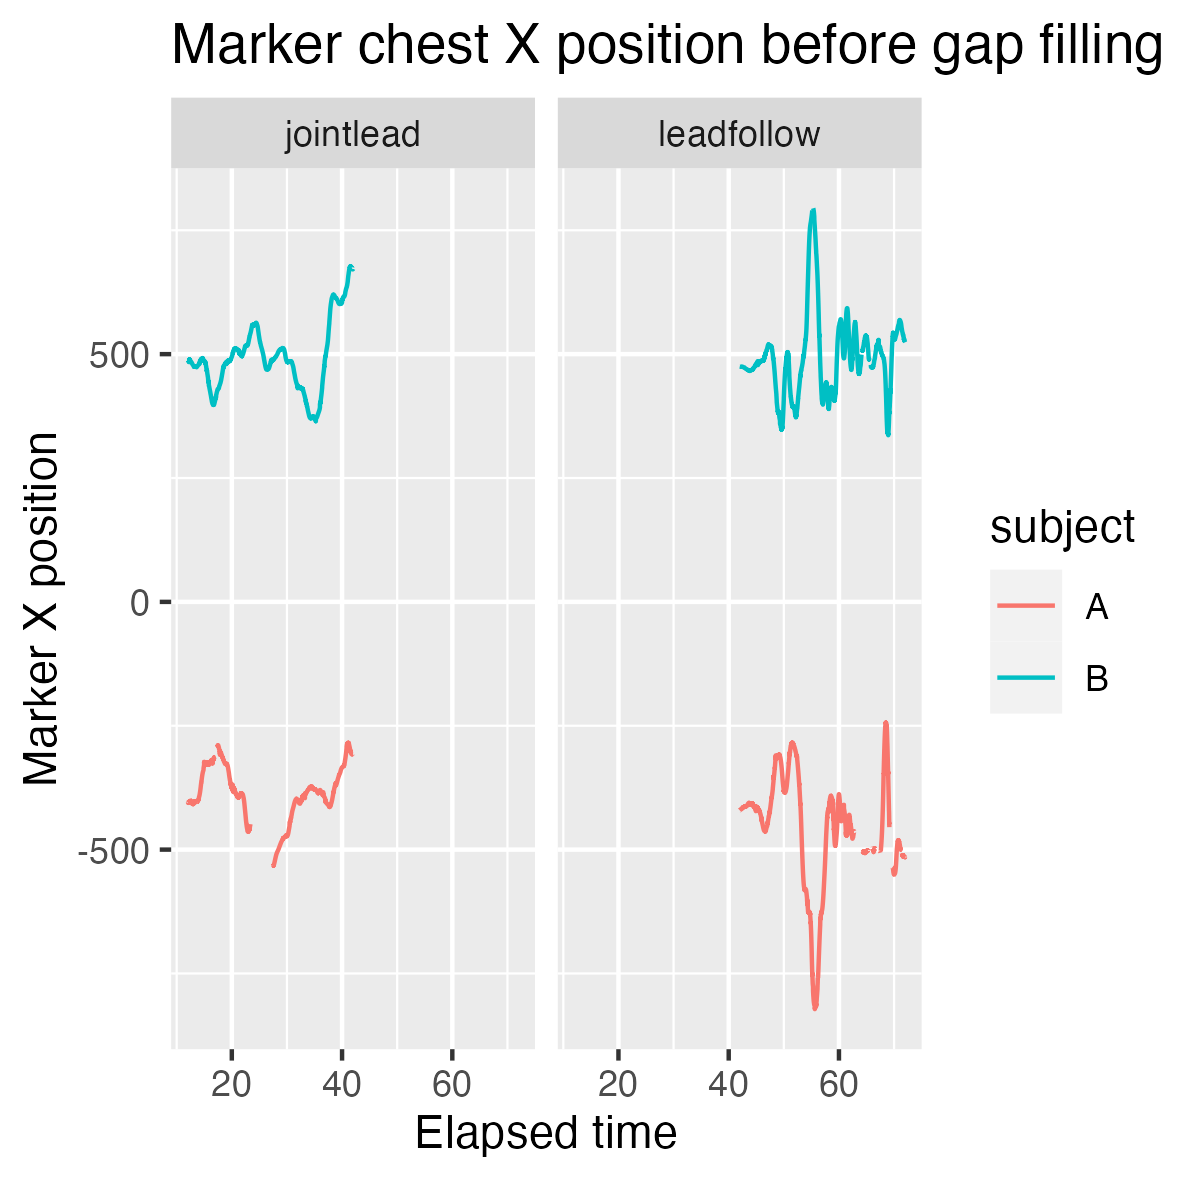 Marker chest X position before gap filling
jointlead
leadfollow
Marker X position
500
0
-500
20 40 60
20 40 60
Elapsed time
subject
A
B